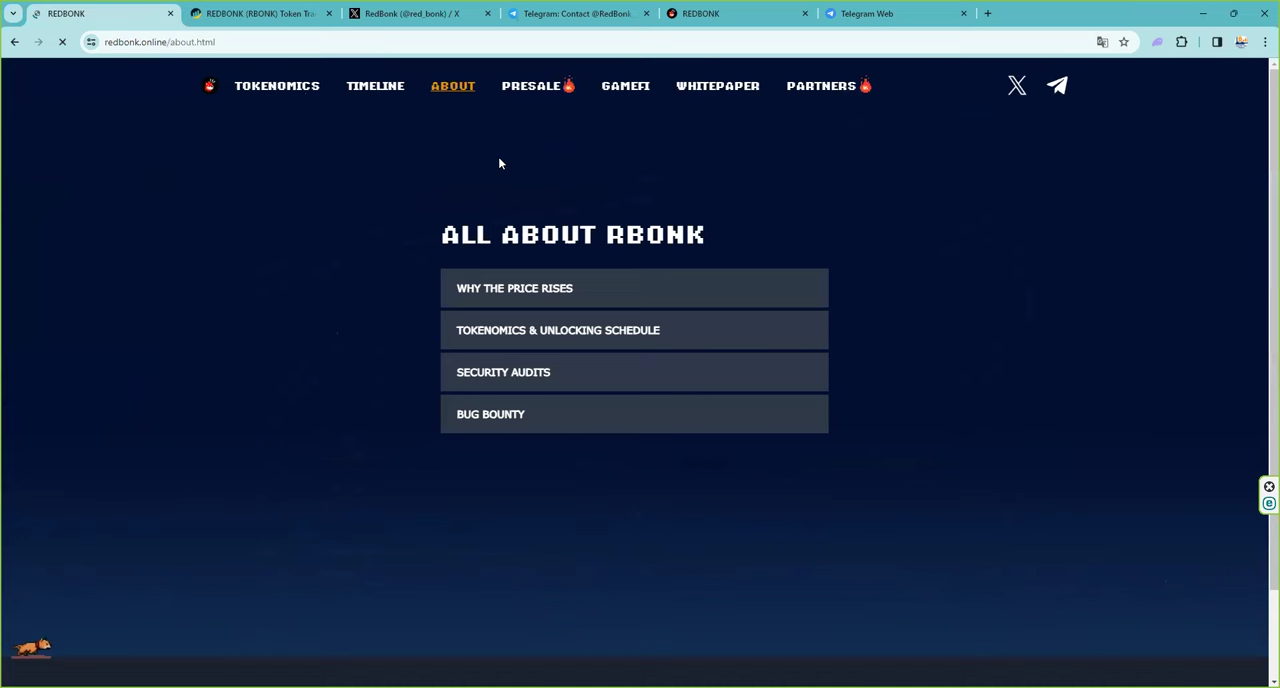 REDBONK
REDBONK (RBONK) Token Tra
RedBonk (@red_bonk) / X
Telegram: Contact @RedBonk
REDBONK
Telegram Web
redbonk.online/about.html
TOKENOMICS
TIMELINE
ABOUT
PRESALE
GAMEFI
WHITEPAPER
PARTNERS
ALL ABOUT RBONK
WHY THE PRICE RISES
TOKENOMICS & UNLOCKING SCHEDULE
SECURITY AUDITS
BUG BOUNTY